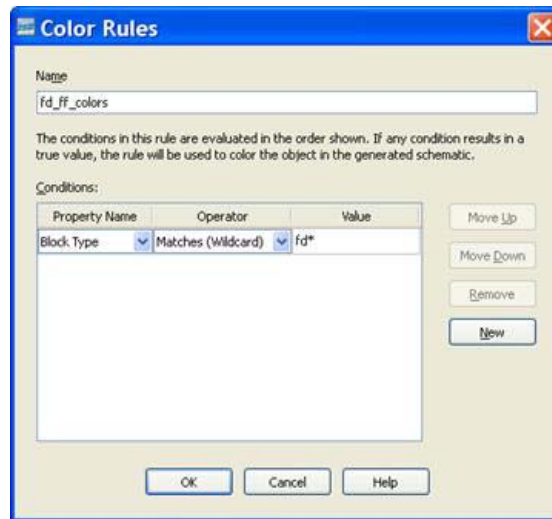 Color Rules
Name
fd_ff_colors
The conditions in this rule are evaluated in the order shown. If any condition results in a
true value, the rule will be used to color the object in the generated schematic.
Conditions:
Property Name Operator Value
Block Type Matches (Wildcard) fd*
Move Up
Move Down
Remove
New
OK Cancel Help